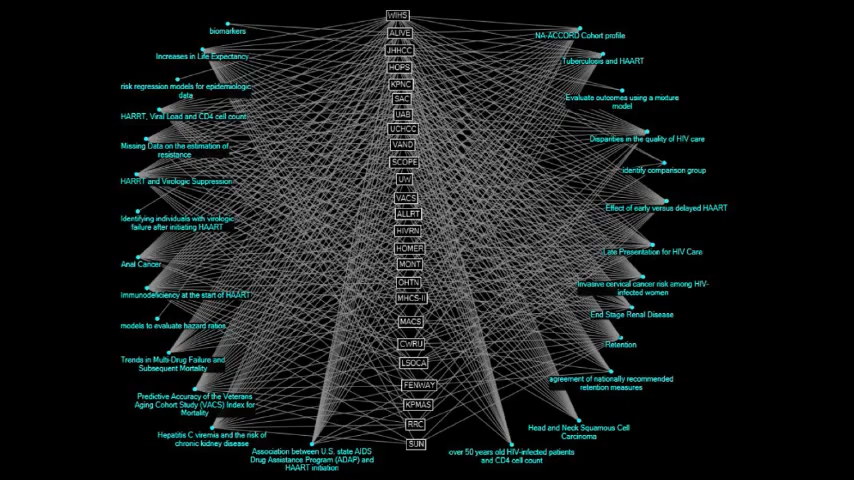 WIHS
ALIVE
JHHCC
HOPS
KPNC
SAC
UAB
UCHCC
VAND
SCOPE
UW
VACS
ALLRT
HIVRN
HOMER
MONT
OHTN
MHCS-II
MACS
CWRU
LSOCA
FENWAY
KPMAS
RRC
SUN
biomarkers
Increases in Life Expectancy
risk regression models for epidemiologic
data
HARRT, Viral Load and CD4 cell count
Missing Data on the estimation of
resistance
HARRT and Virologic Suppression
Identifying individuals with virologic
failure after initiating HAART
Anal Cancer
Immunodeficiency at the start of HAART
models to evaluate hazard ratios
Trends in Multi-Drug Failure and
Subsequent Mortality
Predictive Accuracy of the Veterans
Aging Cohort Study (VACS) Index for
Mortality
Hepatitis C viremia and the risk of
chronic kidney disease
Association between U.S. state AIDS
Drug Assistance Program (ADAP) and
HAART initiation
over 50 years old HIV-infected patients
and CD4 cell count
NA-ACCORD Cohort profile
Tuberculosis and HAART
Evaluate outcomes using a mixture
model
Disparities in the quality of HIV care
identify comparison group
Effect of early versus delayed HAART
Late Presentation for HIV Care
Invasive cervical cancer risk among HIV-
infected women
End Stage Renal Disease
Retention
agreement of nationally recommended
retention measures
Head and Neck Squamous Cell
Carcinoma